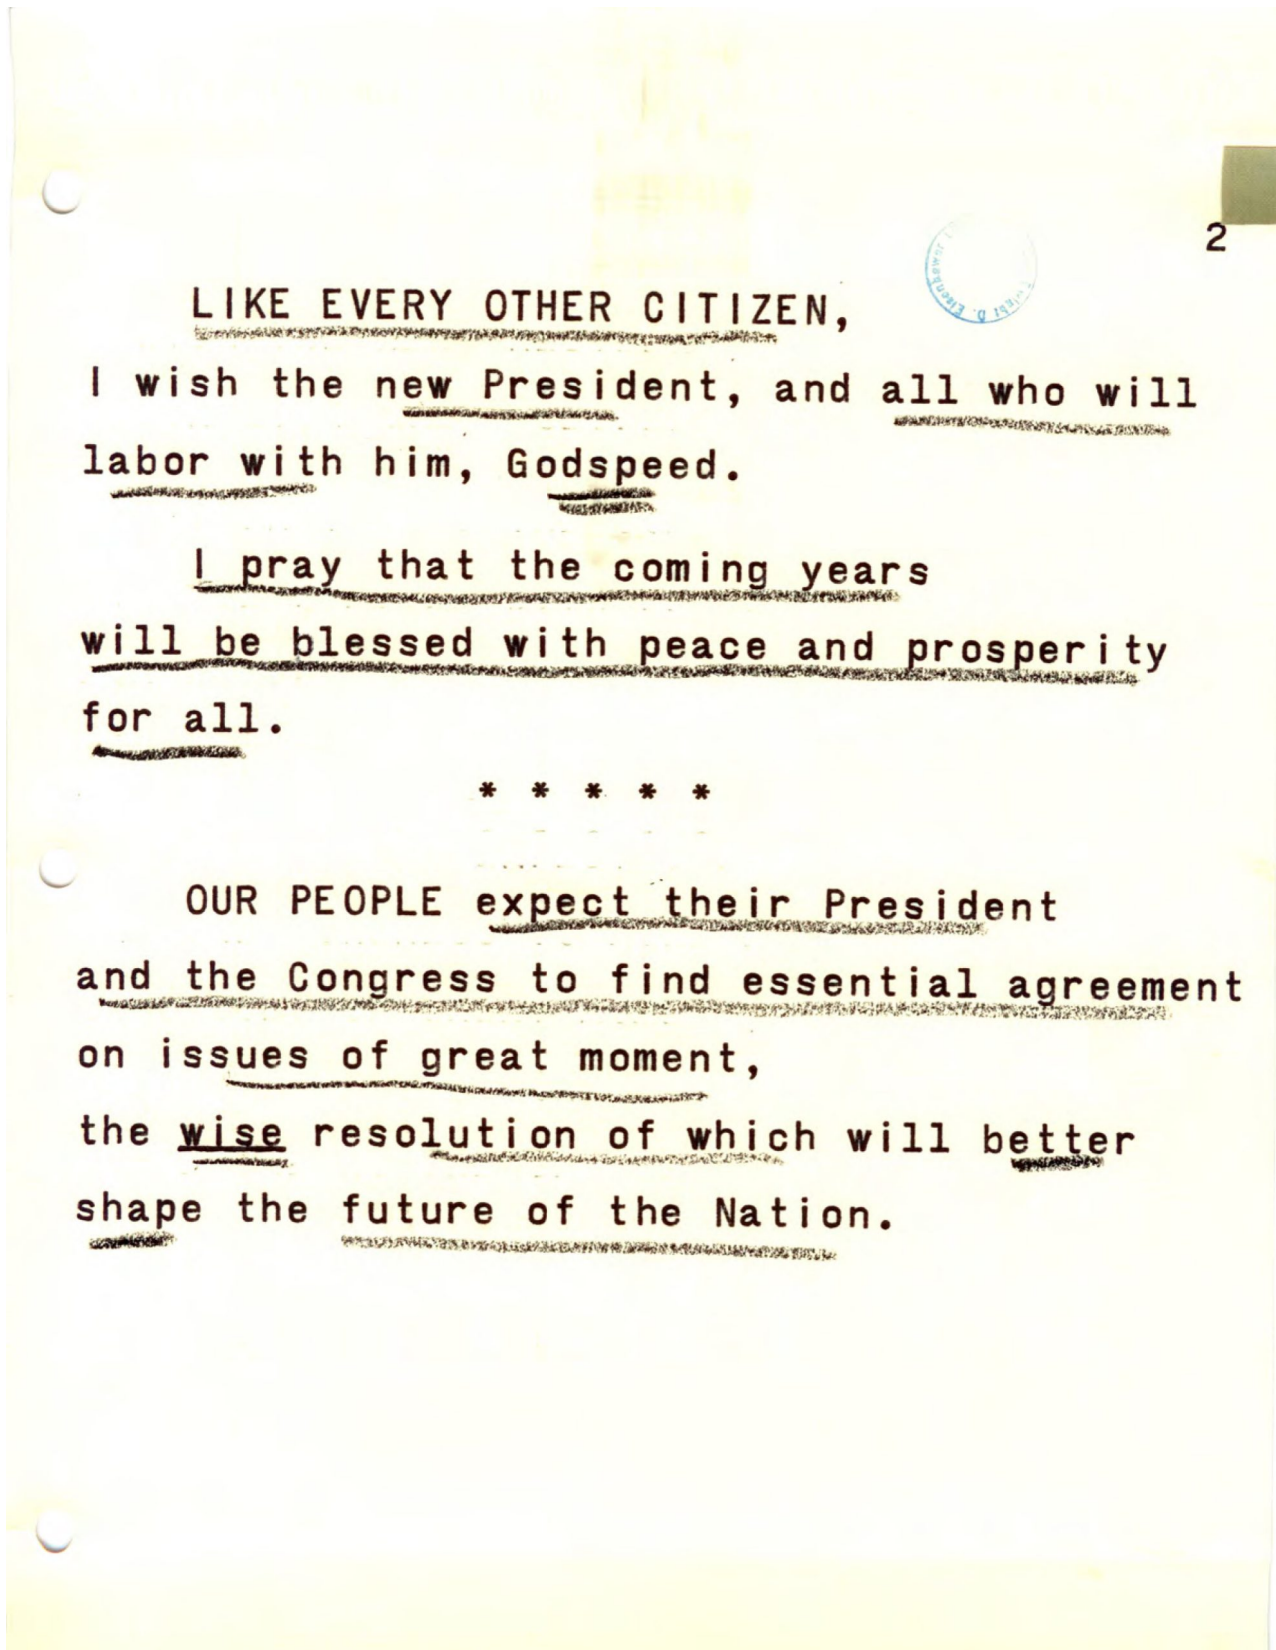 2
LIKE EVERY OTHER CITIZEN,
I wish the new President, and all who will
labor with him, Godspeed.
I pray that the coming years
will be blessed with peace and prosperity
for all.
* * * * *
OUR PEOPLE expect their President
and the Congress to find essential agreement
on issues of great moment,
the wise resolution of which will better
shape the future of the Nation.